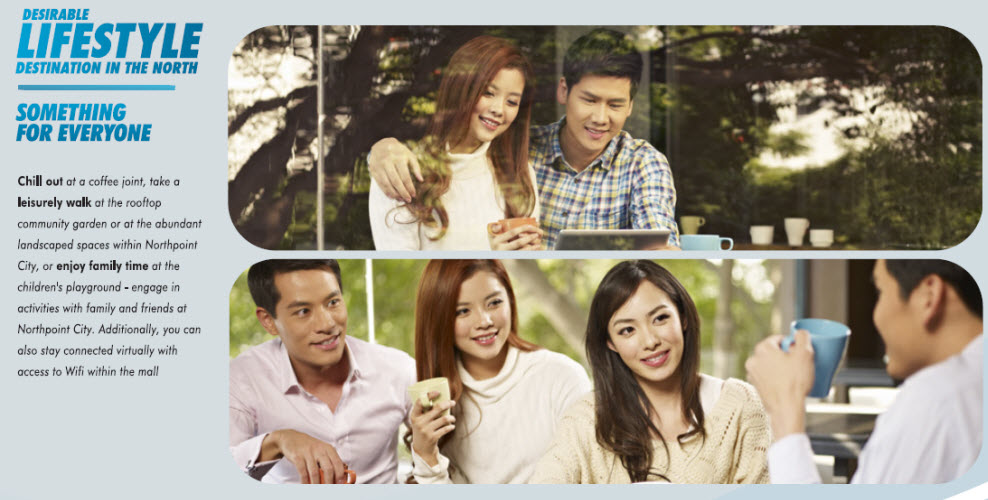 DESIRABLE
LIFESTYLE
DESTINATION IN THE NORTH
SOMETHING
FOR EVERYONE
Chill out at a coffee joint, take a
leisurely walk at the rooftop
community garden or at the abundant
landscaped spaces within Northpoint
City, or enjoy family time at the
children's playground - engage in
activities with family and friends at
Northpoint City. Additionally, you can
also stay connected virtually with
access to Wifi within the mall